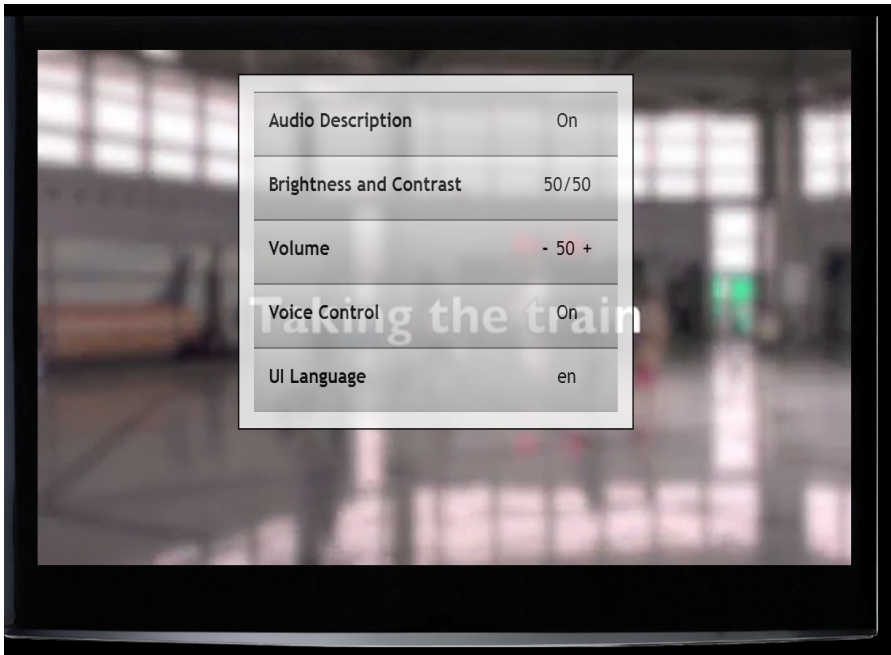 Audio Description On
Brightness and Contrast 50/50
Volume - 50 +
Voice Control On
Taking the train
UI Language en